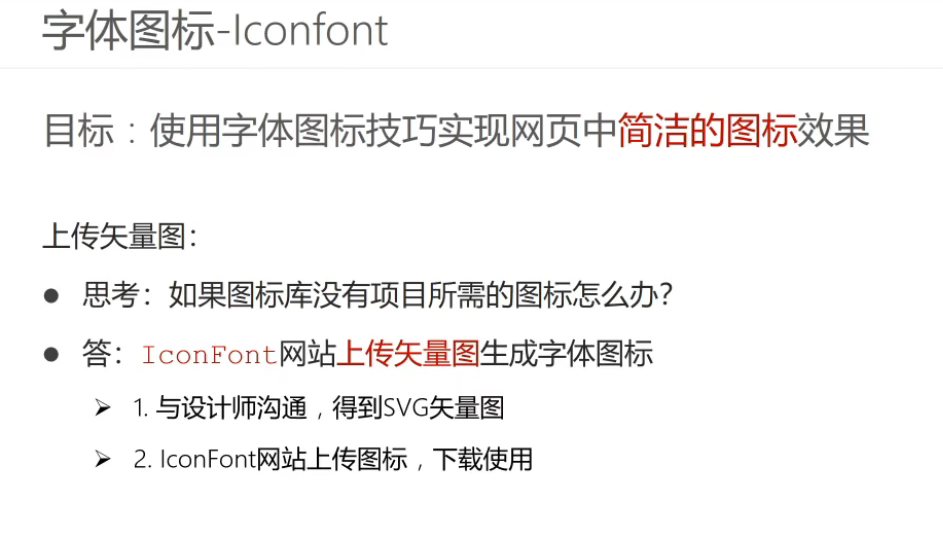 字体图标-Iconfont
目标：使用字体图标技巧实现网页中简洁的图标效果
上传矢量图：
● 思考：如果图标库没有项目所需的图标怎么办？
● 答：IconFont网站上传矢量图生成字体图标
➢ 1. 与设计师沟通，得到SVG矢量图
➢ 2. IconFont网站上传图标，下载使用